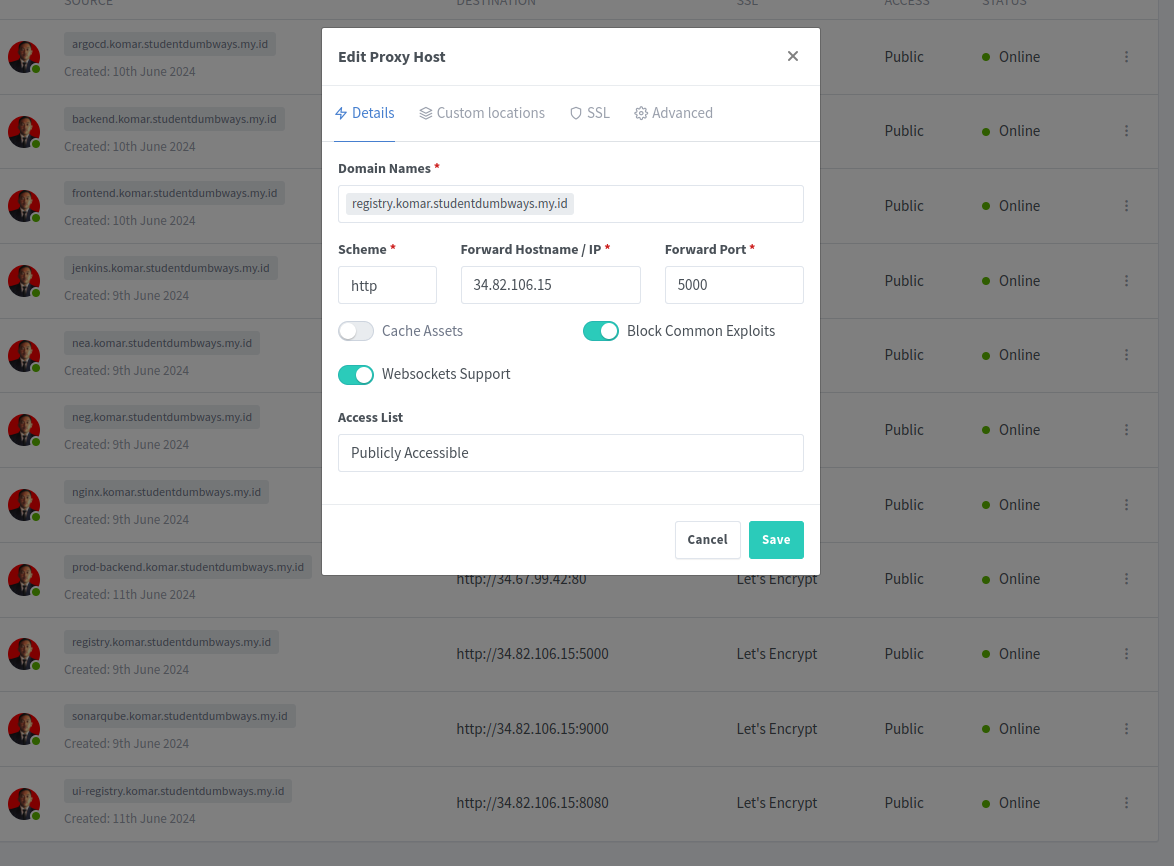 SOURCE DESTINATION SSL ACCESS STATUS
argocd.komar.studentdumbways.my.id
Created: 10th June 2024
Public Online
backend.komar.studentdumbways.my.id
Created: 10th June 2024
Public Online
frontend.komar.studentdumbways.my.id
Created: 10th June 2024
Public Online
jenkins.komar.studentdumbways.my.id
Created: 9th June 2024
Public Online
nea.komar.studentdumbways.my.id
Created: 9th June 2024
Public Online
neg.komar.studentdumbways.my.id
Created: 9th June 2024
Public Online
nginx.komar.studentdumbways.my.id
Created: 9th June 2024
Public Online
prod-backend.komar.studentdumbways.my.id
Created: 11th June 2024
http://34.67.99.42:80 Let's Encrypt Public Online
registry.komar.studentdumbways.my.id
Created: 9th June 2024
http://34.82.106.15:5000 Let's Encrypt Public Online
sonarqube.komar.studentdumbways.my.id
Created: 9th June 2024
http://34.82.106.15:9000 Let's Encrypt Public Online
ui-registry.komar.studentdumbways.my.id
Created: 11th June 2024
http://34.82.106.15:8080 Let's Encrypt Public Online
Edit Proxy Host
Details Custom locations SSL Advanced
Domain Names *
registry.komar.studentdumbways.my.id
Scheme * Forward Hostname / IP * Forward Port *
http 34.82.106.15 5000
Cache Assets Block Common Exploits
Websockets Support
Access List
Publicly Accessible
Cancel Save